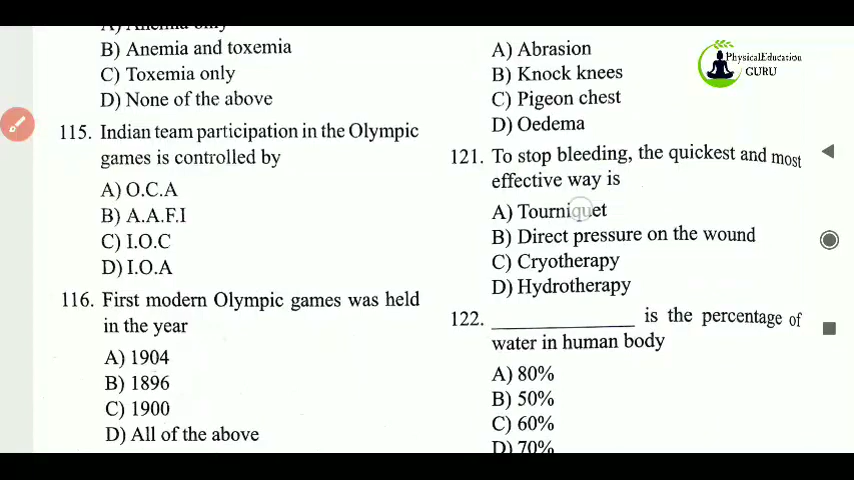 A) Anemia only
B) Anemia and toxemia
C) Toxemia only
D) None of the above
115. Indian team participation in the Olympic
games is controlled by
A) O.C.A
B) A.A.F.I
C) I.O.C
D) I.O.A
116. First modern Olympic games was held
in the year
A) 1904
B) 1896
C) 1900
D) All of the above
A) Abrasion
B) Knock knees
C) Pigeon chest
D) Oedema
121. To stop bleeding, the quickest and most
effective way is
A) Tourniquet
B) Direct pressure on the wound
C) Cryotherapy
D) Hydrotherapy
122. ______________ is the percentage of
water in human body
A) 80%
B) 50%
C) 60%
D) 70%
PhysicalEducation
GURU